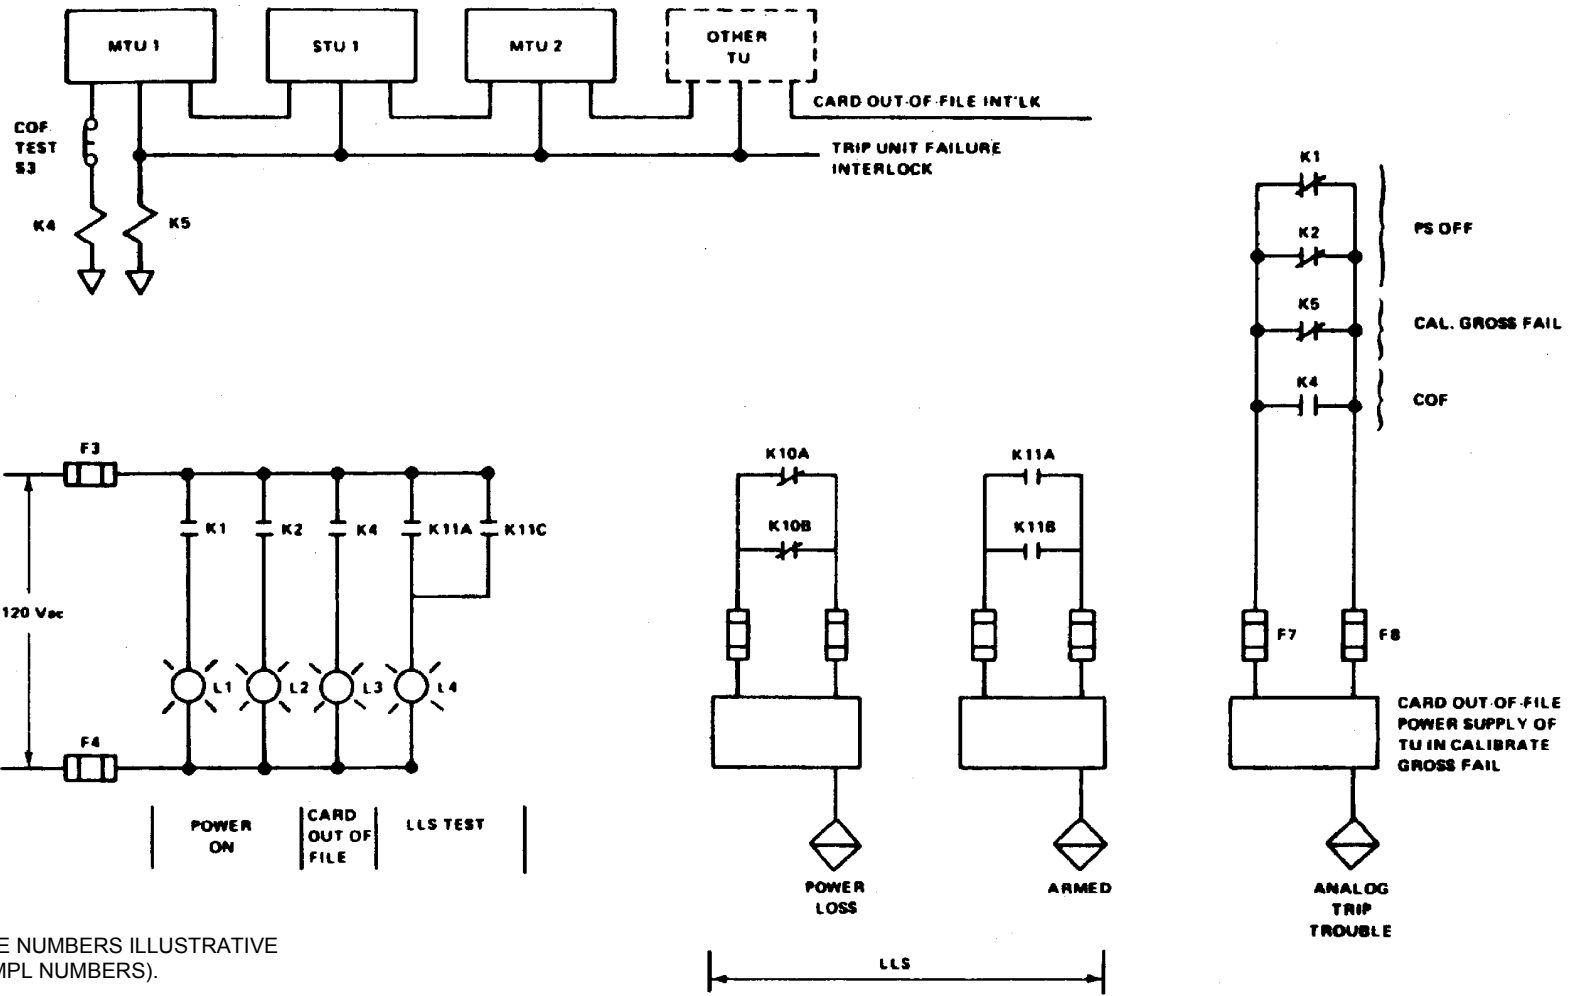 MTU 1
STU 1
MTU 2
OTHER
TU
CARD OUT-OF-FILE INT'LK
COF
TEST
S3
TRIP UNIT FAILURE
INTERLOCK
K4
K5
K1
K2
PS OFF
K5
CAL. GROSS FAIL
K4
COF
F3
K1
K2
K4
K11A
K11C
120 Vac
L1
L2
L3
L4
F4
POWER
ON
CARD
OUT OF
FILE
LLS TEST
K10A
K10B
K11A
K11B
F7
F8
CARD OUT-OF-FILE
POWER SUPPLY OF
TU IN CALIBRATE
GROSS FAIL
POWER
LOSS
ARMED
ANALOG
TRIP
TROUBLE
LLS
E NUMBERS ILLUSTRATIVE
MPL NUMBERS).